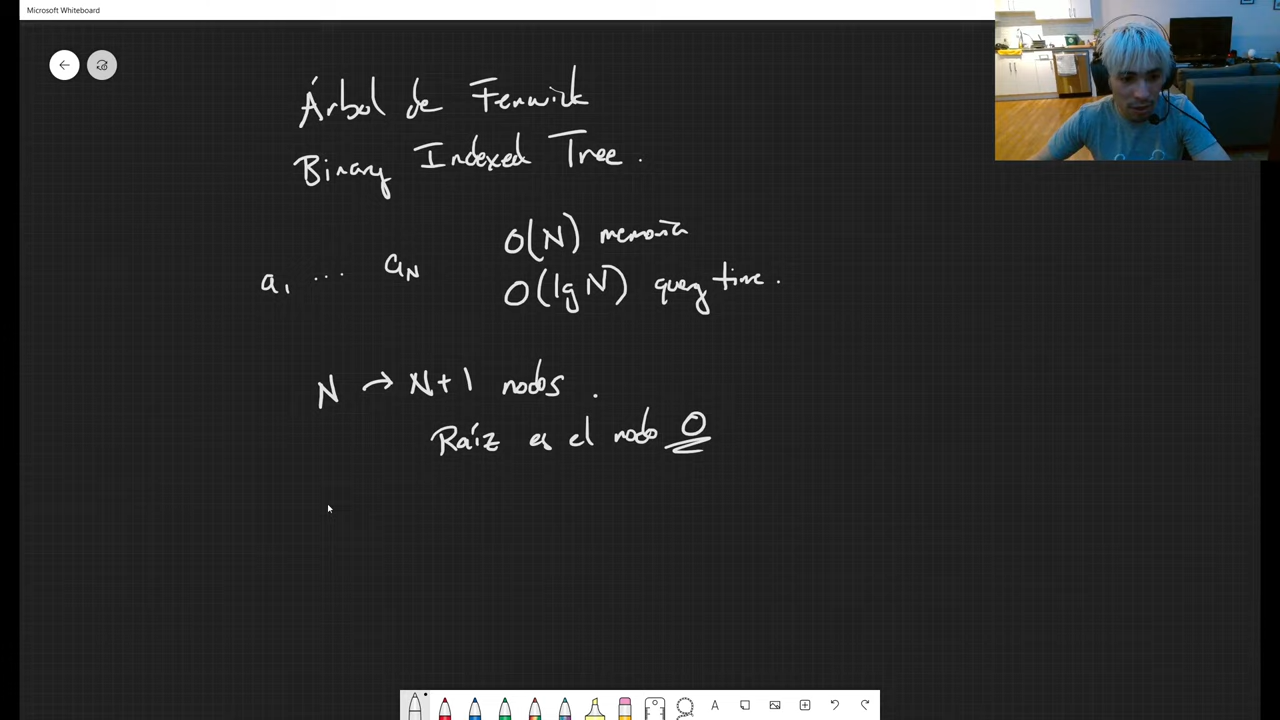 Microsoft Whiteboard
Árbol de Fenwick
Binary Indexed Tree.
a₁ ... aN
O(N) memoria
O(lg N) query time.
N → N+1 nodos.
Raíz es el nodo 0
A